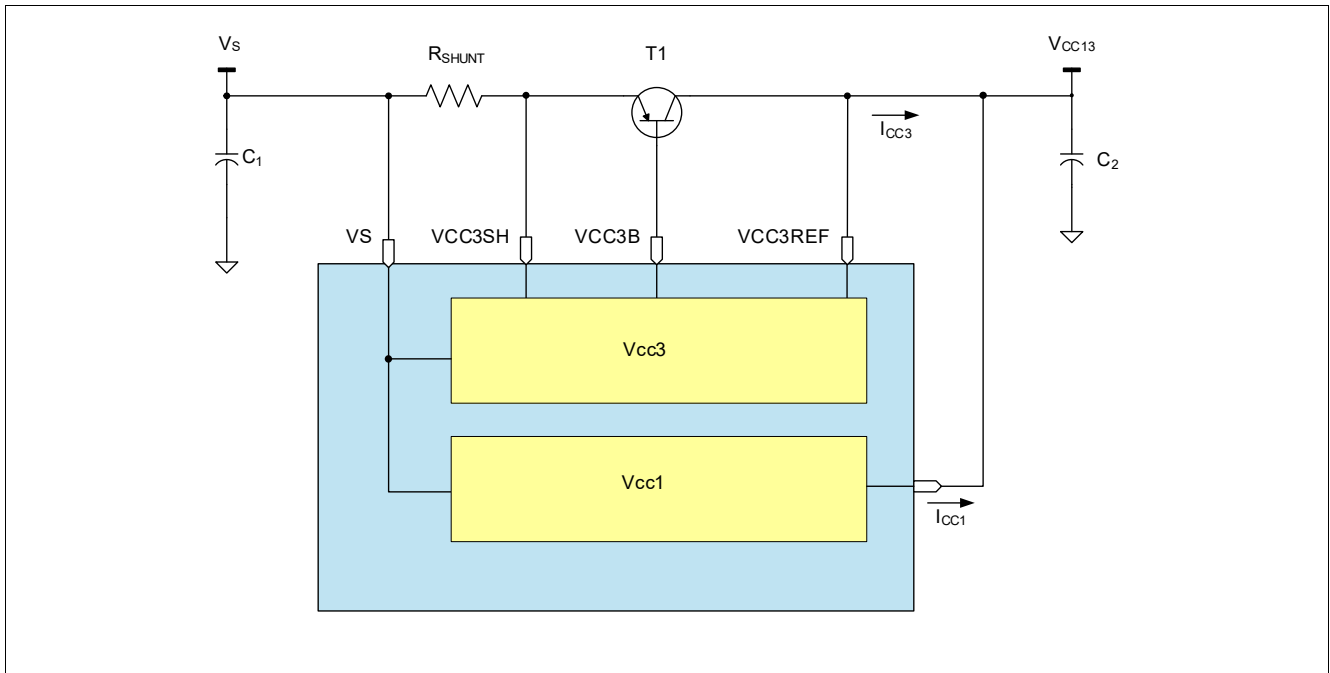 VS
RSHUNT
T1
VCC13
ICC3
C1
C2
VS
VCC3SH
VCC3B
VCC3REF
Vcc3
Vcc1
ICC1